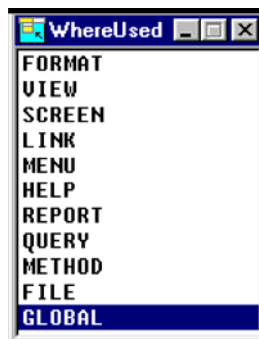 WhereUsed
FORMAT
VIEW
SCREEN
LINK
MENU
HELP
REPORT
QUERY
METHOD
FILE
GLOBAL